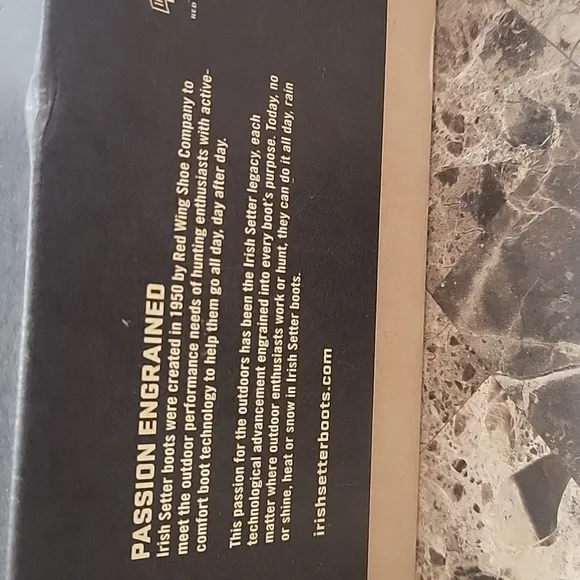 PASSION ENGRAINED
Irish Setter boots were created in 1950 by Red Wing Shoe Company to
meet the outdoor performance needs of hunting enthusiasts with active-
comfort boot technology to help them go all day, day after day.
This passion for the outdoors has been the Irish Setter legacy, each
technological advancement engrained into every boot's purpose. Today, no
matter where outdoor enthusiasts work or hunt, they can do it all day, rain
or shine, heat or snow in Irish Setter boots.
irishsetterboots.com
RED